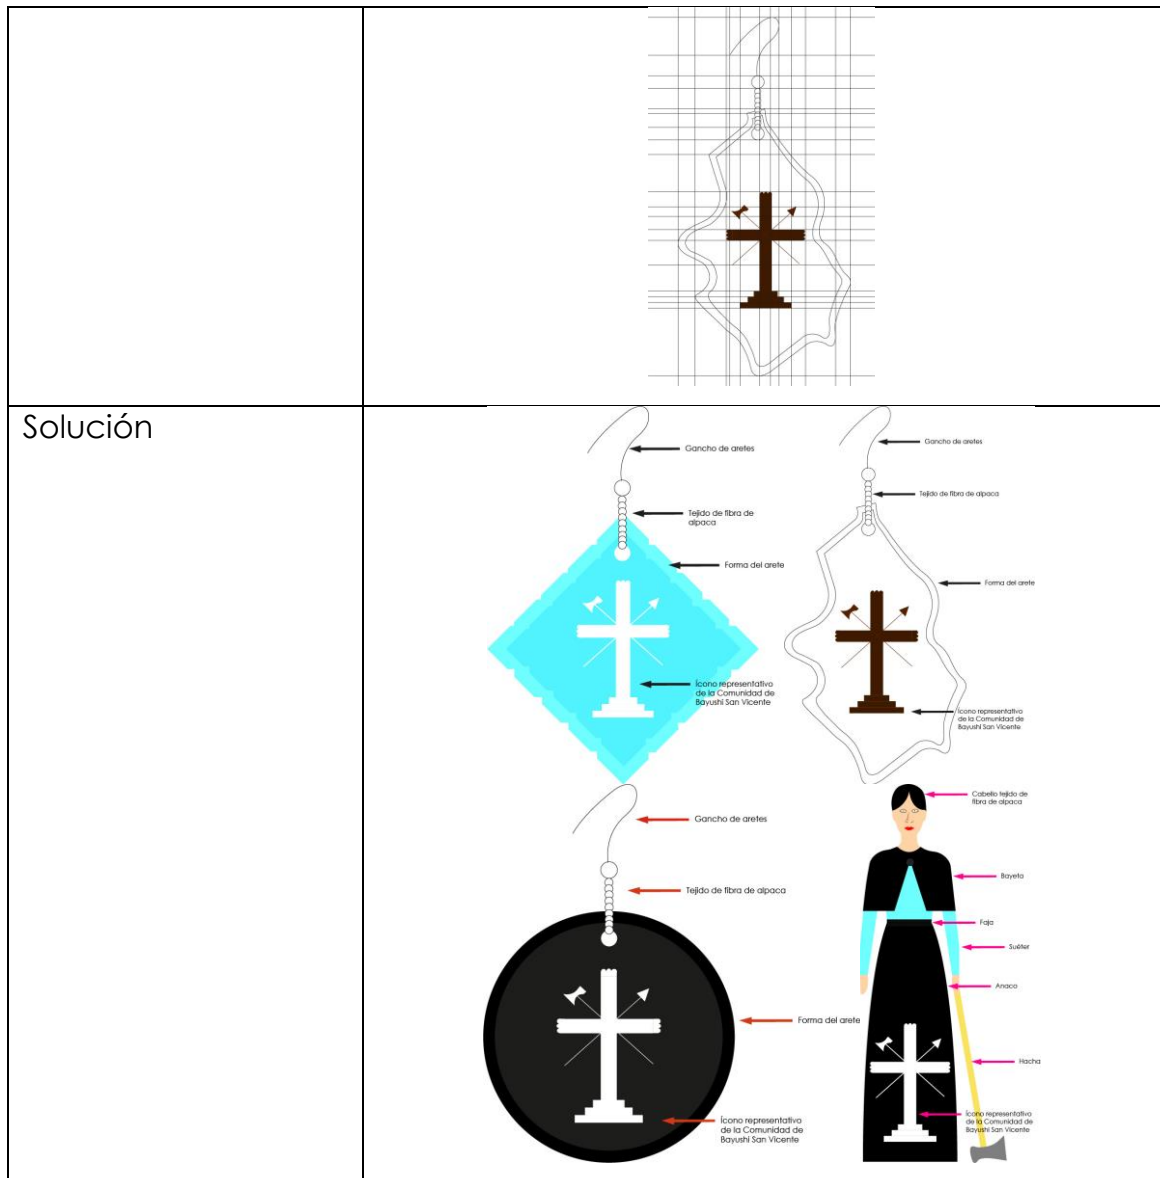 Solución
Gancho de aretes
Tejido de fibra de
alpaca
Forma del arete
Ícono representativo
de la Comunidad de
Bayushí San Vicente
Gancho de aretes
Tejido de fibra de alpaca
Forma del arete
Ícono representativo
de la Comunidad de
Bayushí San Vicente
Gancho de aretes
Tejido de fibra de alpaca
Forma del arete
Ícono representativo
de la Comunidad de
Bayushí San Vicente
Cabello tejido de
fibra de alpaca
Bayeta
Faja
Suéter
Anaco
Hacha
Ícono representativo
de la Comunidad de
Bayushí San Vicente